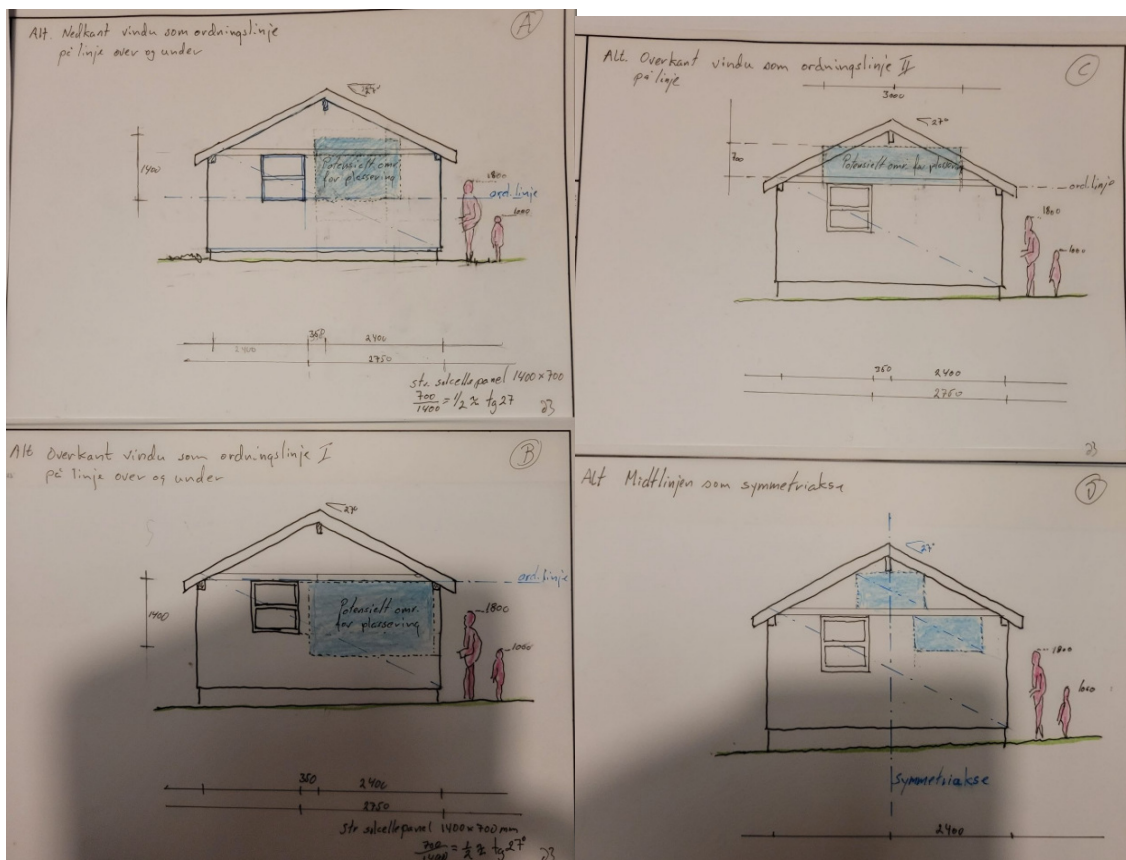 Alt. Nedkant vindu som ordningslinje
på linje over og under
A
27°
1400
Potensielt omr.
for plassering
1800
ord.linje
1000
350
2400
2400
2750
str. solcellepanel 1400 x 700
700/1400 = 1/2 ≈ tg 27
23
Alt. Overkant vindu som ordningslinje II
på linje
C
3000
27°
700
Potensielt omr. for plassering
ord.linje
1800
1000
350
2400
2750
23
Alt Overkant vindu som ordningslinje I
på linje over og under
B
27°
ord.linje
1400
Potensielt omr.
for plassering
1800
1000
350
2400
2750
str solcellepanel 1400 x 700 mm
700/1400 = 1/2 ≈ tg 27°
23
Alt Midtlinjen som symmetriakse
D
27°
1800
1000
symmetriakse
2400